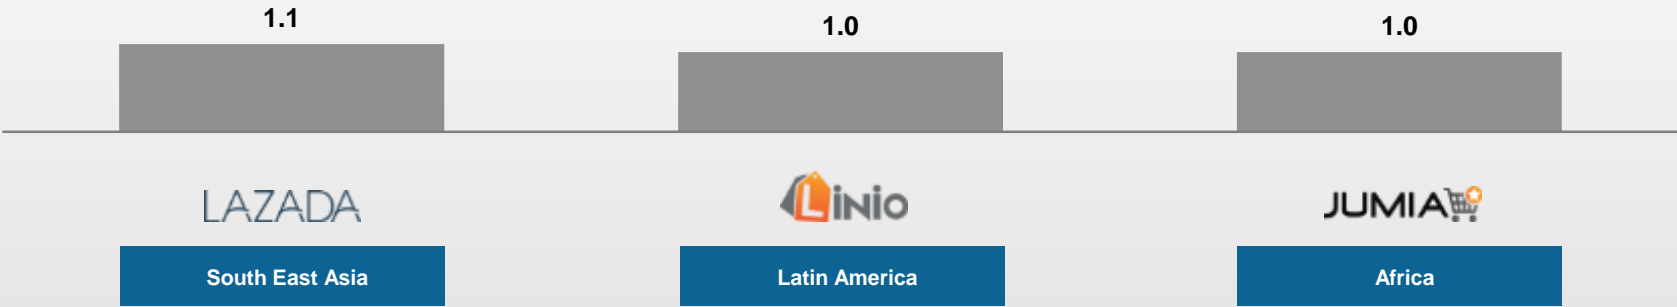 1.1
1.0
1.0
LAZADA
LINIO
JUMIA
South East Asia
Latin America
Africa